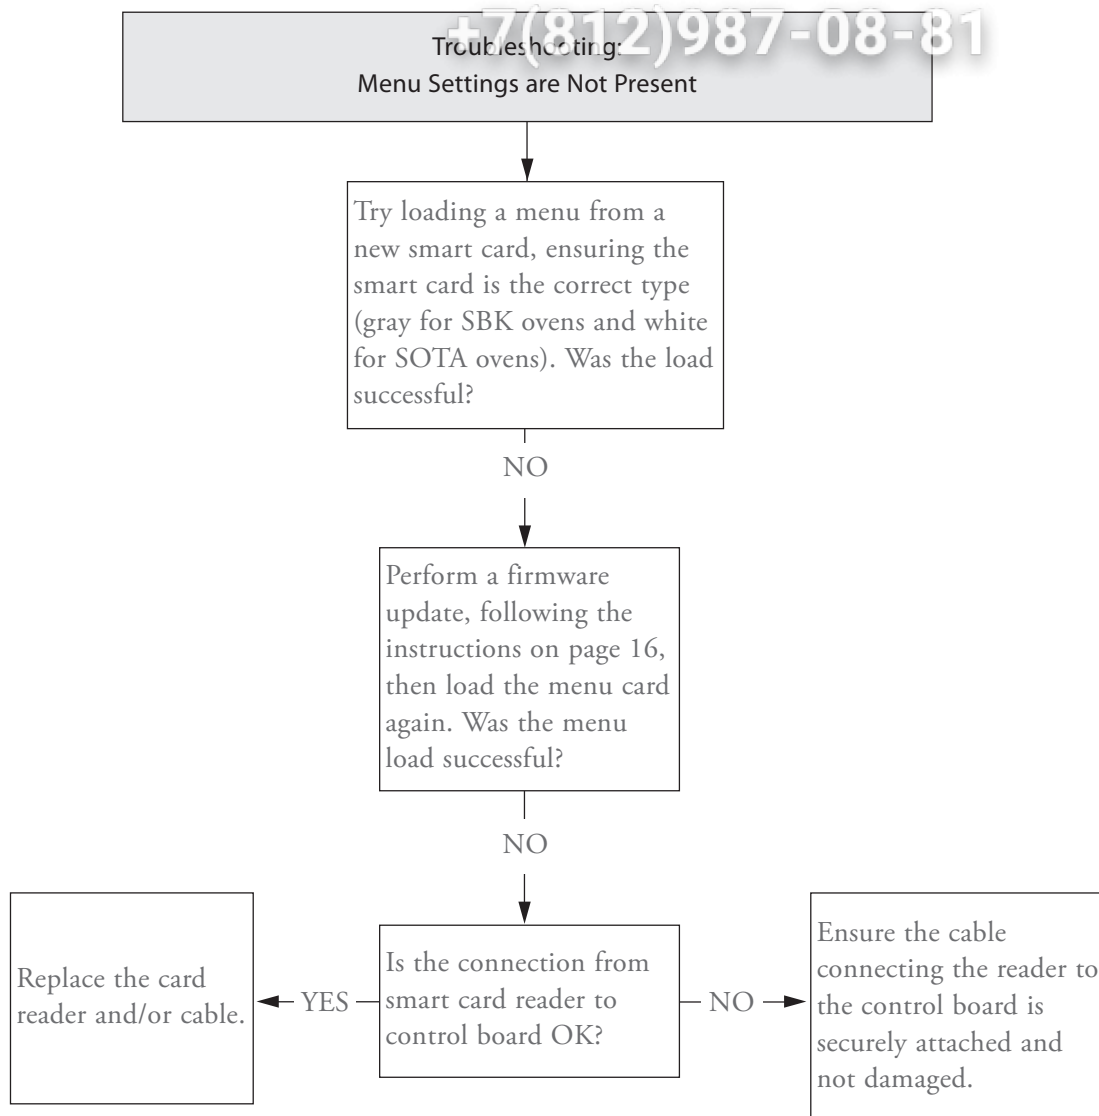 +7(812)987-08-81
Troubleshooting:
Menu Settings are Not Present
Try loading a menu from a
new smart card, ensuring the
smart card is the correct type
(gray for SBK ovens and white
for SOTA ovens). Was the load
successful?
NO
Perform a firmware
update, following the
instructions on page 16,
then load the menu card
again. Was the menu
load successful?
NO
Replace the card
reader and/or cable.
YES
Is the connection from
smart card reader to
control board OK?
NO
Ensure the cable
connecting the reader to
the control board is
securely attached and
not damaged.